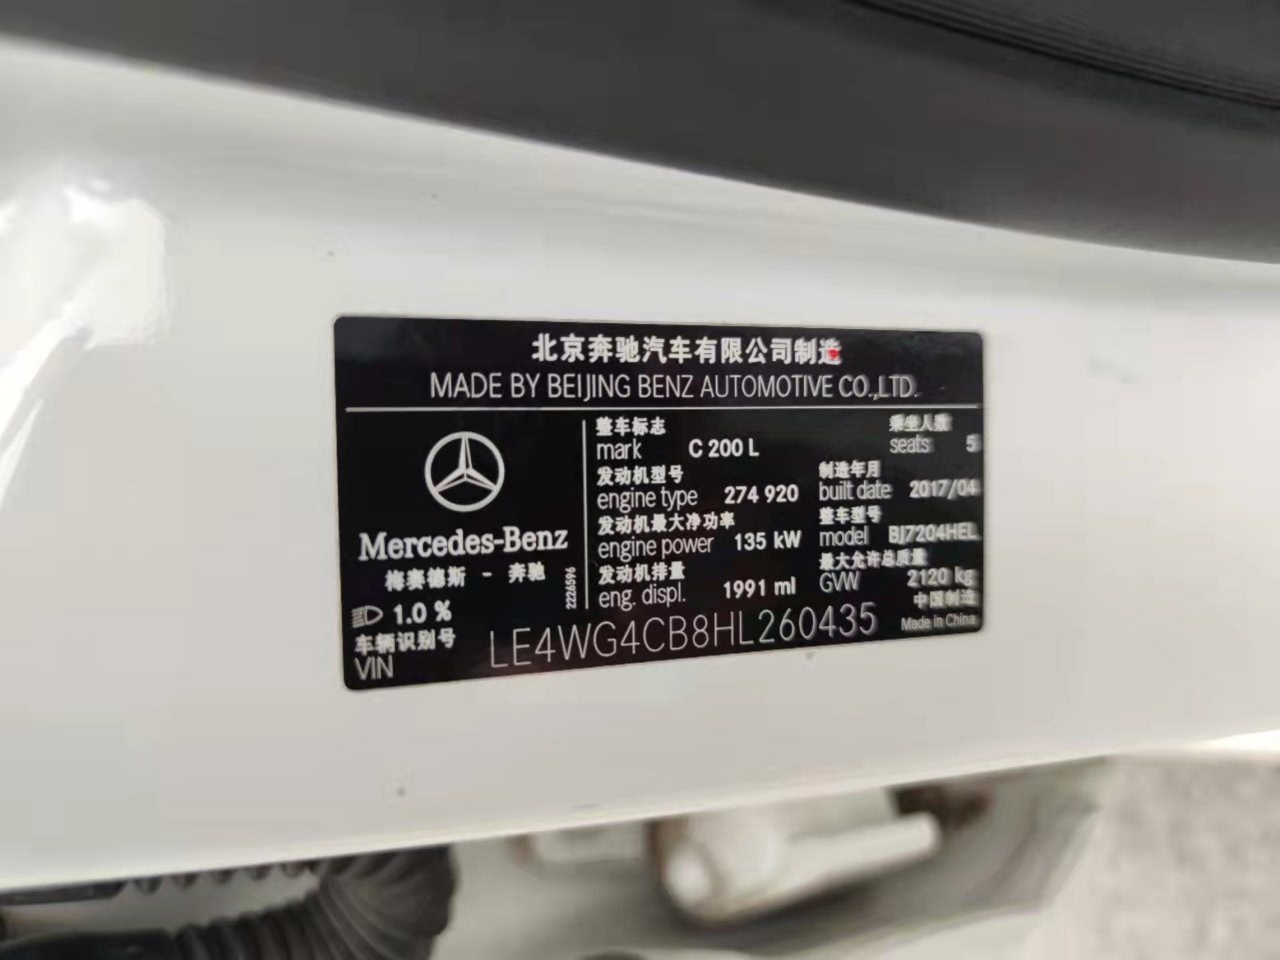 北京奔驰汽车有限公司制造
MADE BY BEIJING BENZ AUTOMOTIVE CO.,LTD.
整车标志
mark C 200 L
乘坐人数
seats 5
发动机型号
engine type 274 920
制造年月
built date 2017/04
发动机最大净功率
engine power 135 kW
整车型号
model BJ7204HEL
发动机排量
eng. displ. 1991 ml
最大允许总质量
GVW 2120 kg
中国制造
Made in China
Mercedes-Benz
梅赛德斯 - 奔驰
2226596
1.0 %
车辆识别号
VIN LE4WG4CB8HL260435